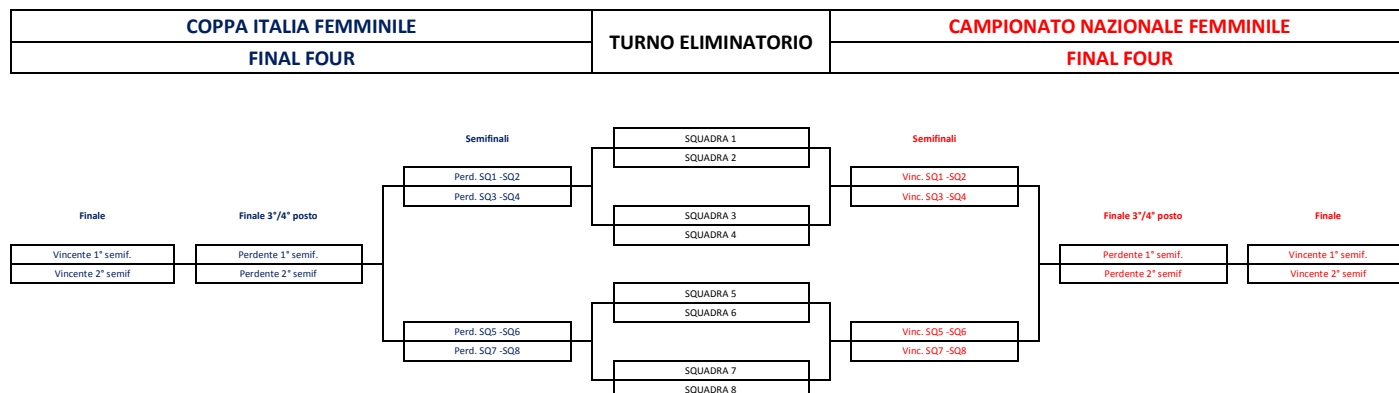 COPPA ITALIA FEMMINILE
TURNO ELIMINATORIO
CAMPIONATO NAZIONALE FEMMINILE
FINAL FOUR
FINAL FOUR
Semifinali
SQUADRA 1
Semifinali
SQUADRA 2
Perd. SQ1 -SQ2
Vinc. SQ1 -SQ2
Perd. SQ3 -SQ4
Vinc. SQ3 -SQ4
Finale
Finale 3°/4° posto
SQUADRA 3
Finale 3°/4° posto
Finale
SQUADRA 4
Vincente 1° semif.
Perdente 1° semif.
Perdente 1° semif.
Vincente 1° semif.
Vincente 2° semif
Perdente 2° semif
Perdente 2° semif
Vincente 2° semif
SQUADRA 5
SQUADRA 6
Perd. SQ5 -SQ6
Vinc. SQ5 -SQ6
Perd. SQ7 -SQ8
Vinc. SQ7 -SQ8
SQUADRA 7
SQUADRA 8